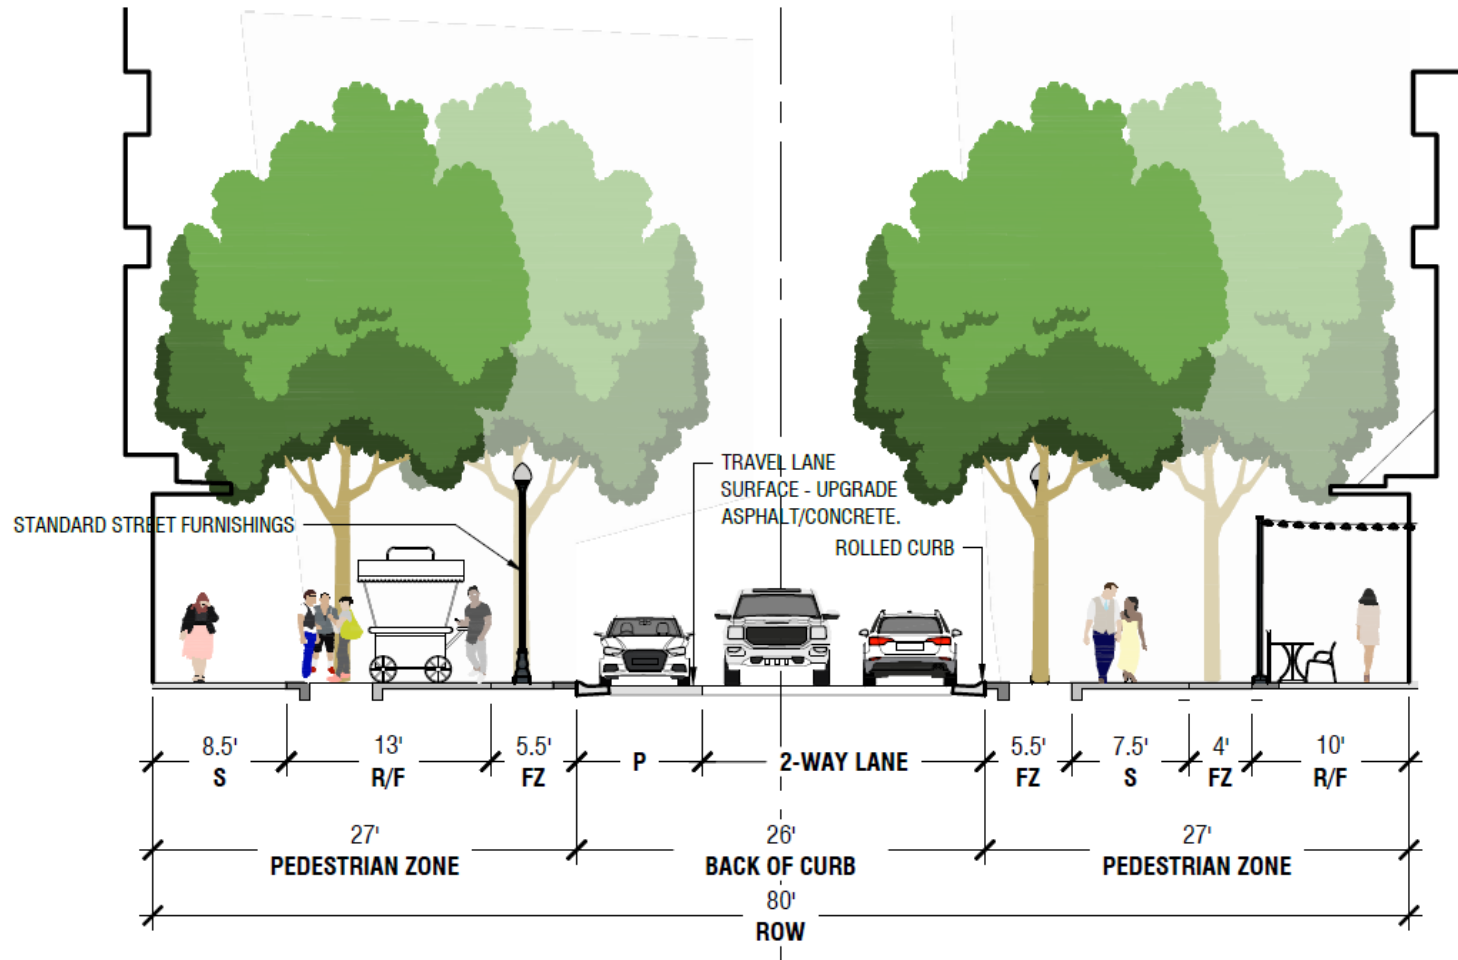 TRAVEL LANE
SURFACE - UPGRADE
ASPHALT/CONCRETE.
STANDARD STREET FURNISHINGS
ROLLED CURB
8.5' 13' 5.5' 5.5' 7.5' 4' 10'
S R/F FZ P 2-WAY LANE FZ S FZ R/F
27' 26' 27'
PEDESTRIAN ZONE BACK OF CURB PEDESTRIAN ZONE
80'
ROW